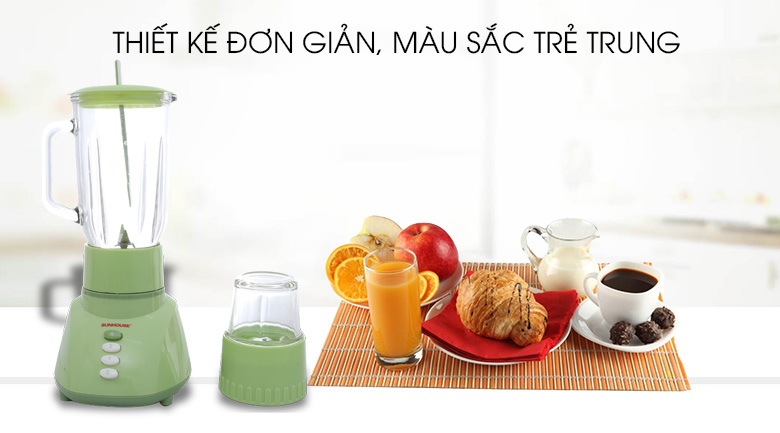 THIẾT KẾ ĐƠN GIẢN, MÀU SẮC TRẺ TRUNG
SUNHOUSE